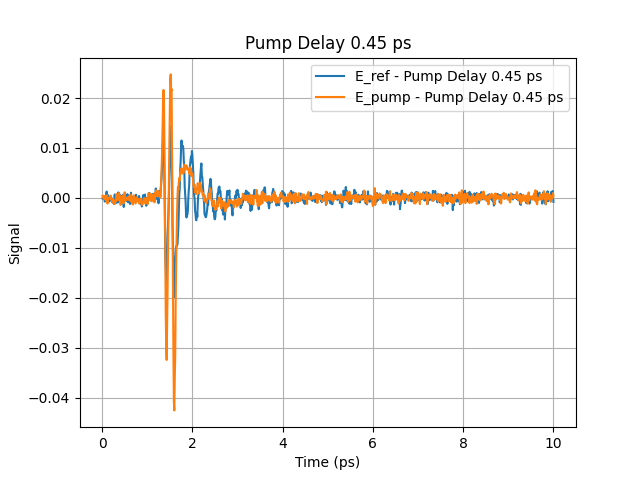 Pump Delay 0.45 ps
E_ref - Pump Delay 0.45 ps
E_pump - Pump Delay 0.45 ps
0.02
0.01
0.00
−0.01
−0.02
−0.03
−0.04
Signal
0 2 4 6 8 10
Time (ps)